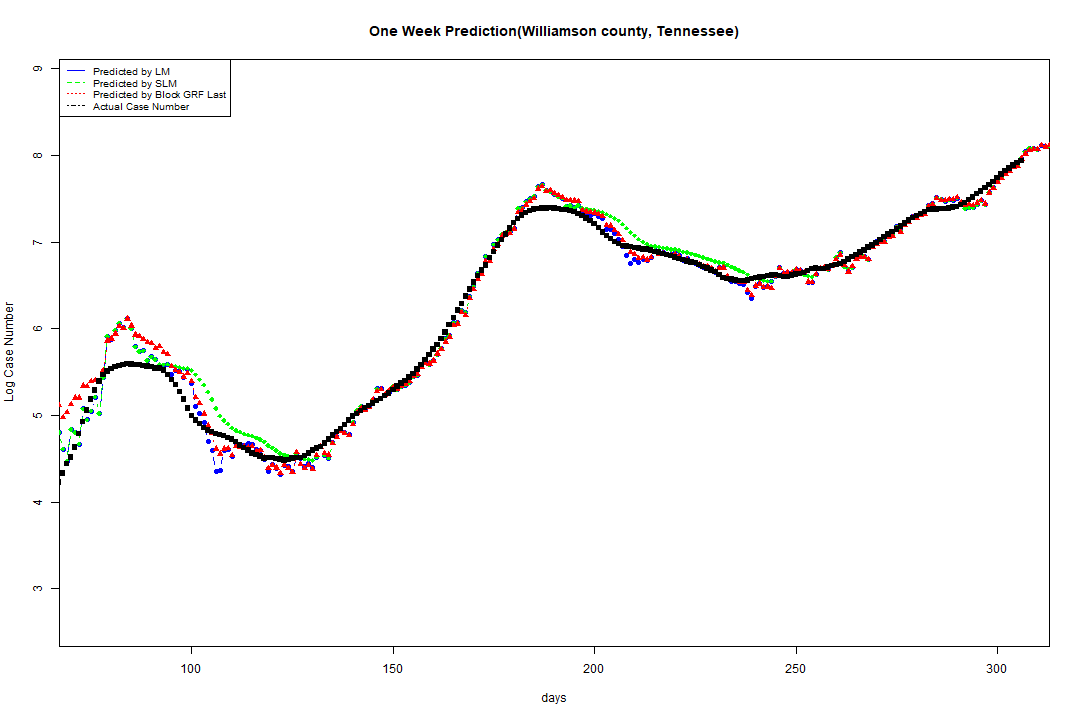 One Week Prediction(Williamson county, Tennessee)
Predicted by LM
Predicted by SLM
Predicted by Block GRF Last
Actual Case Number
9
8
7
6
5
4
3
Log Case Number
100 150 200 250 300
days